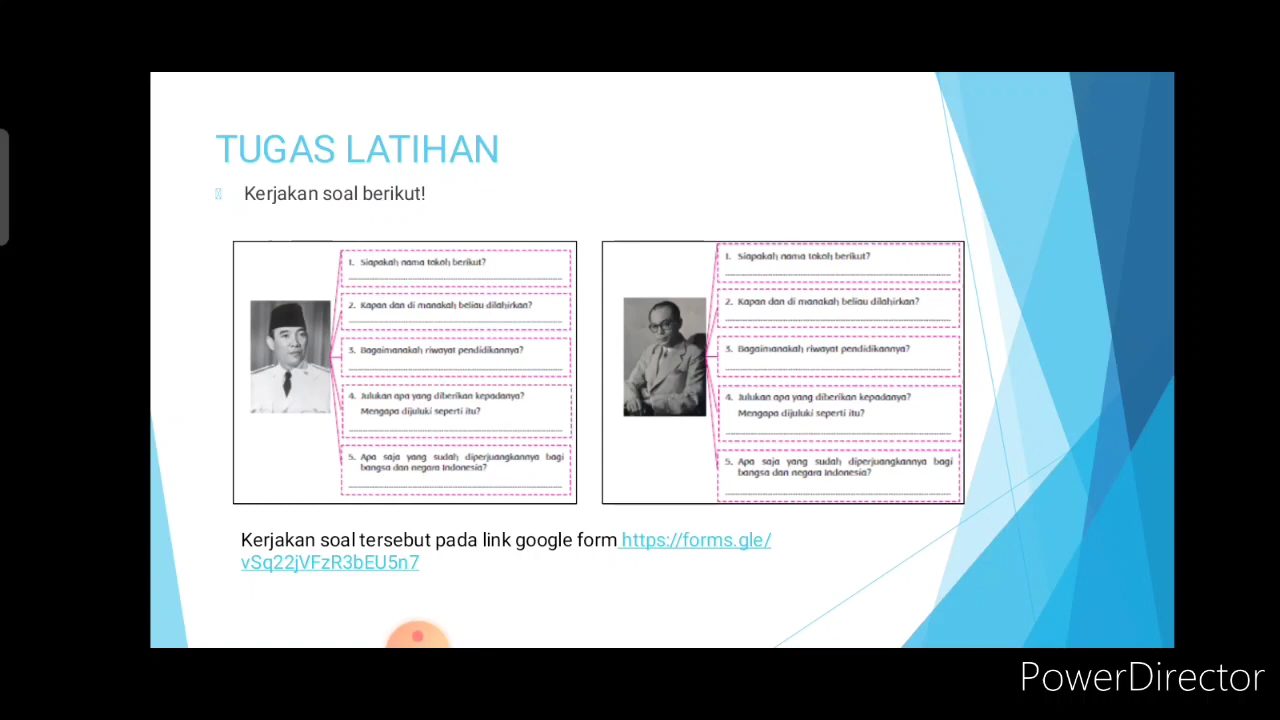 TUGAS LATIHAN
Kerjakan soal berikut!
1. Siapakah nama tokoh berikut?
2. Kapan dan di manakah beliau dilahirkan?
3. Bagaimanakah riwayat pendidikannya?
4. Julukan apa yang diberikan kepadanya?
Mengapa dijuluki seperti itu?
5. Apa saja yang sudah diperjuangkannya bagi
bangsa dan negara Indonesia?
1. Siapakah nama tokoh berikut?
2. Kapan dan di manakah beliau dilahirkan?
3. Bagaimanakah riwayat pendidikannya?
4. Julukan apa yang diberikan kepadanya?
Mengapa dijuluki seperti itu?
5. Apa saja yang sudah diperjuangkannya bagi
bangsa dan negara Indonesia?
Kerjakan soal tersebut pada link google form https://forms.gle/
vSq22jVFzR3bEU5n7
PowerDirector